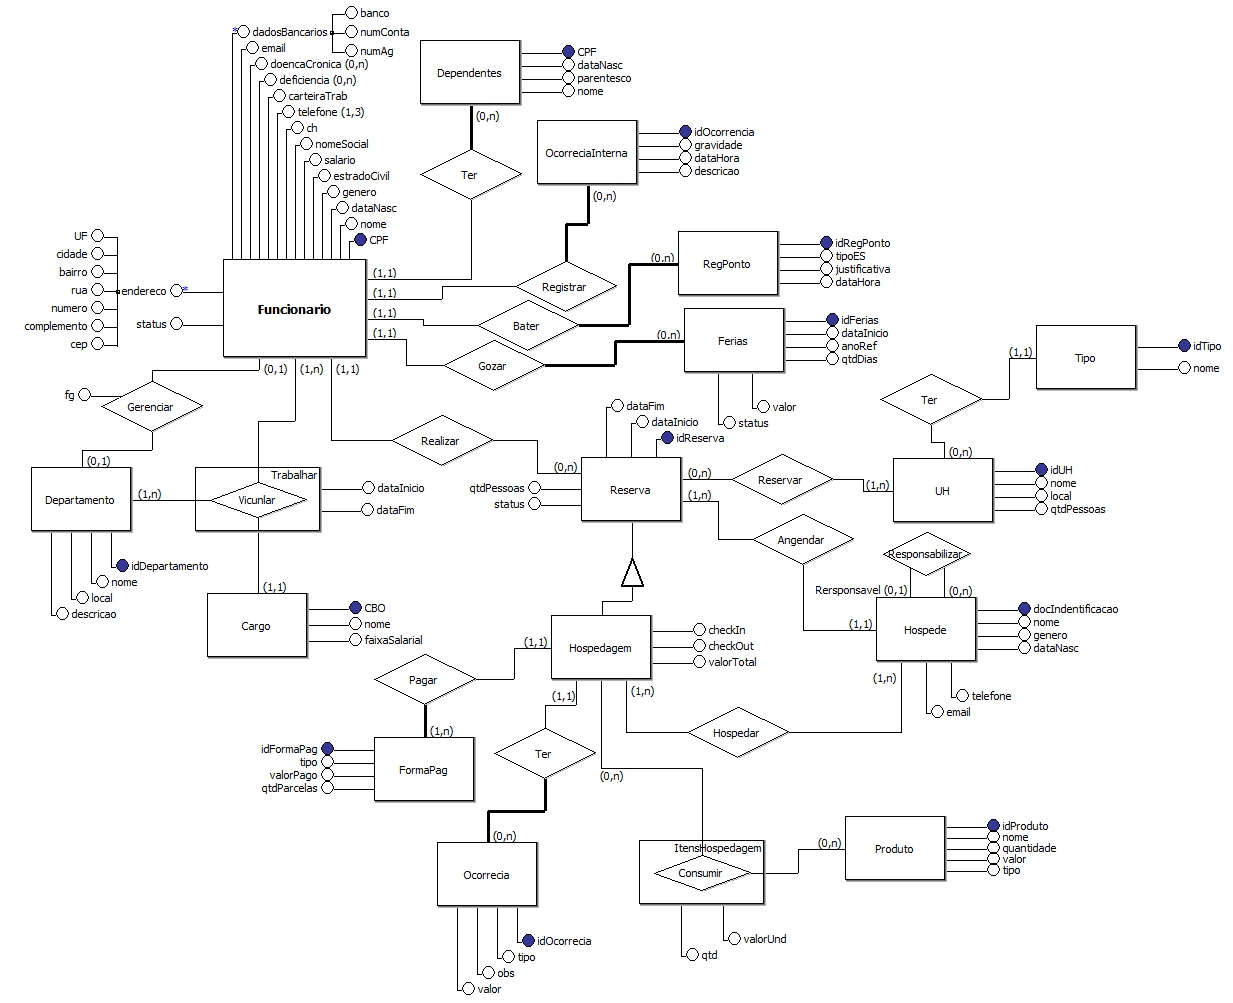 banco
* dadosBancarios
numConta
numAg
email
doencaCronica (0,n)
deficiencia (0,n)
carteiraTrab
telefone (1,3)
ch
nomeSocial
salario
estradoCivil
genero
dataNasc
nome
CPF
UF
cidade
bairro
rua
numero
complemento
cep
endereco *
status
Funcionario
(1,1)
(1,1)
(1,1)
(1,1)
(0,1)
(1,n)
(1,1)
Dependentes
CPF
dataNasc
parentesco
nome
(0,n)
Ter
OcorreciaInterna
idOcorrencia
gravidade
dataHora
descricao
(0,n)
Registrar
RegPonto
idRegPonto
tipoES
justificativa
dataHora
(0,n)
Bater
Ferias
idFerias
dataInicio
anoRef
qtdDias
valor
status
(0,n)
Gozar
Tipo
idTipo
nome
(1,1)
Ter
(0,n)
fg
Gerenciar
(0,1)
Departamento
idDepartamento
nome
local
descricao
(1,n)
Trabalhar
Vicunlar
dataInicio
dataFim
(1,1)
Cargo
CBO
nome
faixaSalarial
Realizar
(0,n)
dataFim
dataInicio
idReserva
Reserva
qtdPessoas
status
(0,n)
(1,n)
Reservar
(1,n)
UH
idUH
nome
local
qtdPessoas
Angendar
Responsabilizar
Rersponsavel (0,1)
(0,n)
(1,1)
Hospede
docIndentificacao
nome
genero
dataNasc
telefone
email
(1,n)
Hospedagem
checkIn
checkOut
valorTotal
(1,1)
Pagar
(1,n)
FormaPag
idFormaPag
tipo
valorPago
qtdParcelas
(1,1)
(1,n)
Ter
Hospedar
(0,n)
(0,n)
Ocorrecia
idOcorrecia
tipo
obs
valor
ItensHospedagem
Consumir
qtd
valorUnd
(0,n)
Produto
idProduto
nome
quantidade
valor
tipo